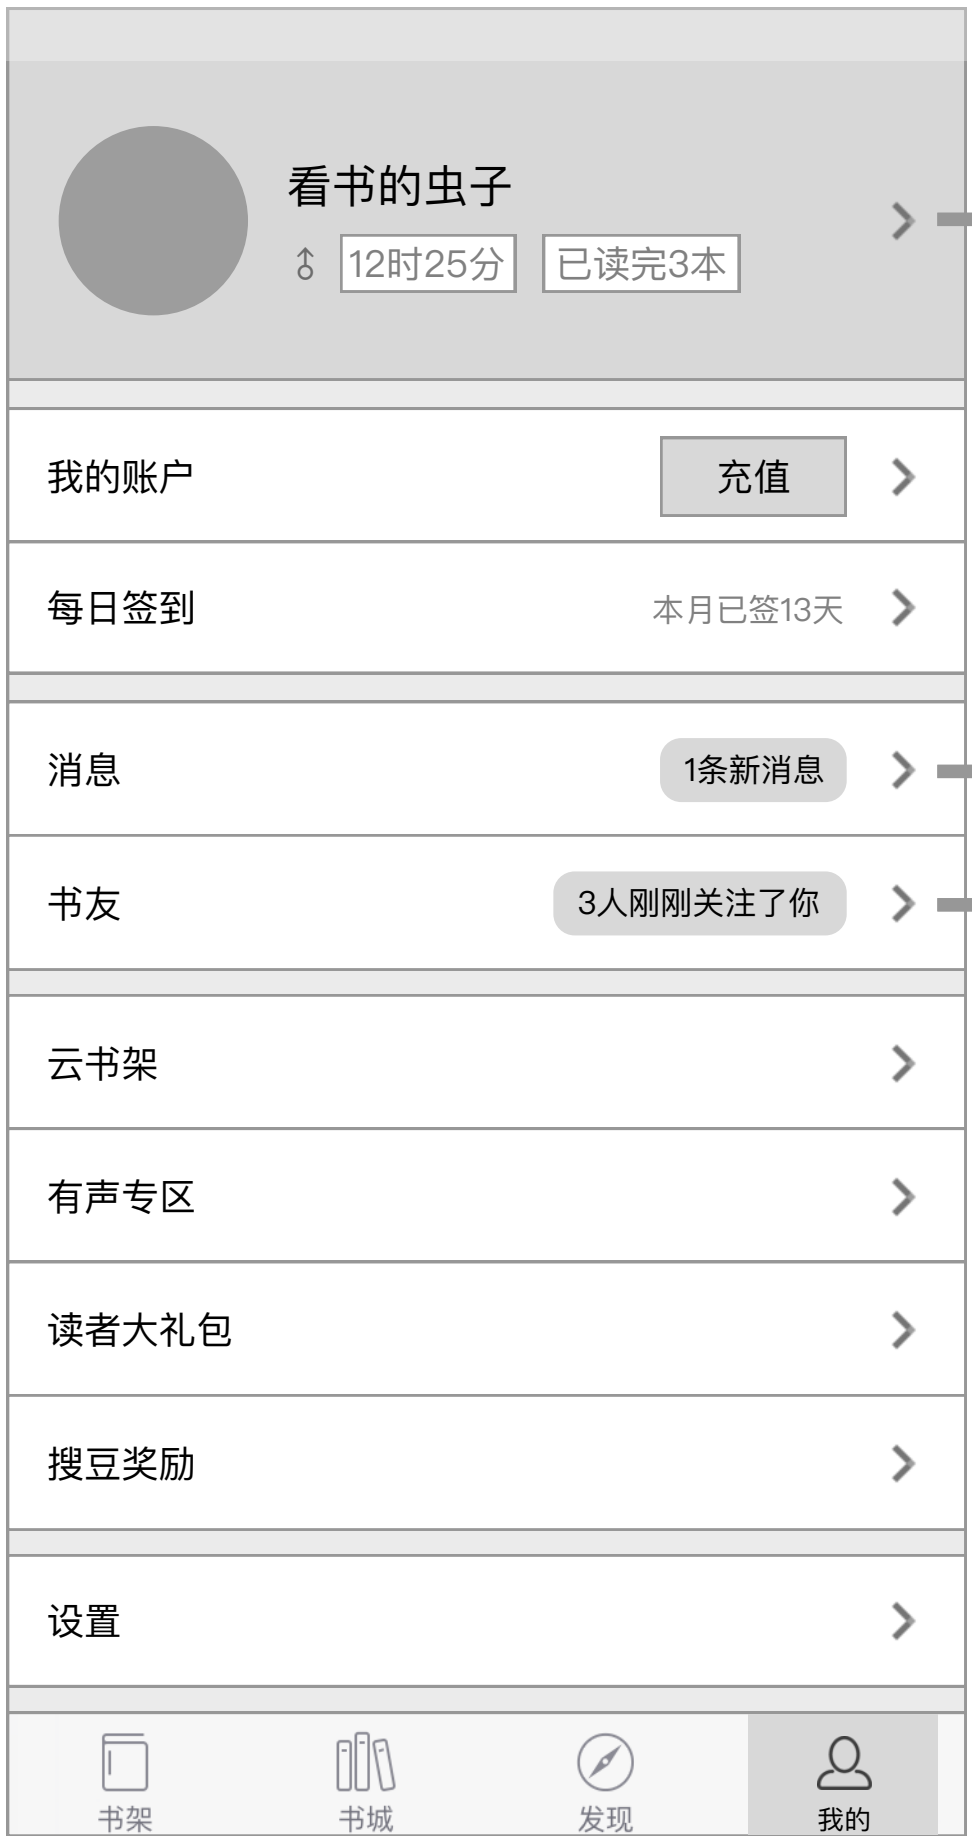 看书的虫子
12时25分 已读完3本
我的账户 充值
每日签到 本月已签13天
消息 1条新消息
书友 3人刚刚关注了你
云书架
有声专区
读者大礼包
搜豆奖励
设置
书架 书城 发现 我的